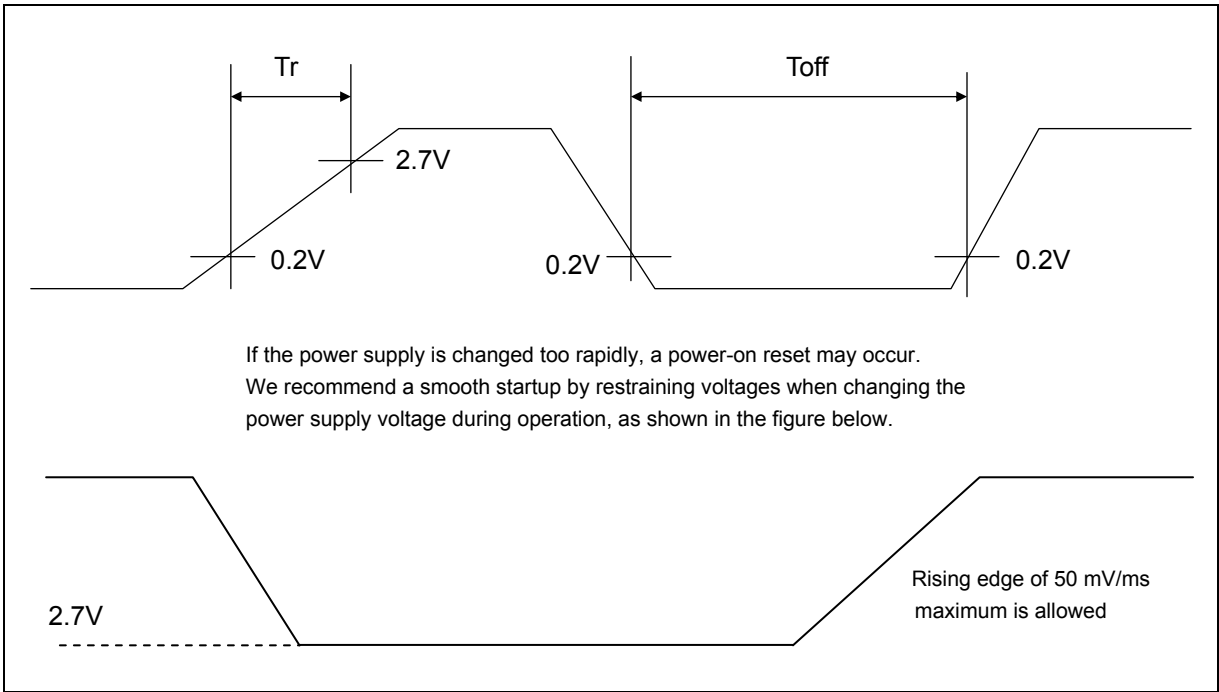 Tr
Toff
2.7V
0.2V
0.2V
0.2V
If the power supply is changed too rapidly, a power-on reset may occur.
We recommend a smooth startup by restraining voltages when changing the
power supply voltage during operation, as shown in the figure below.
Rising edge of 50 mV/ms
maximum is allowed
2.7V